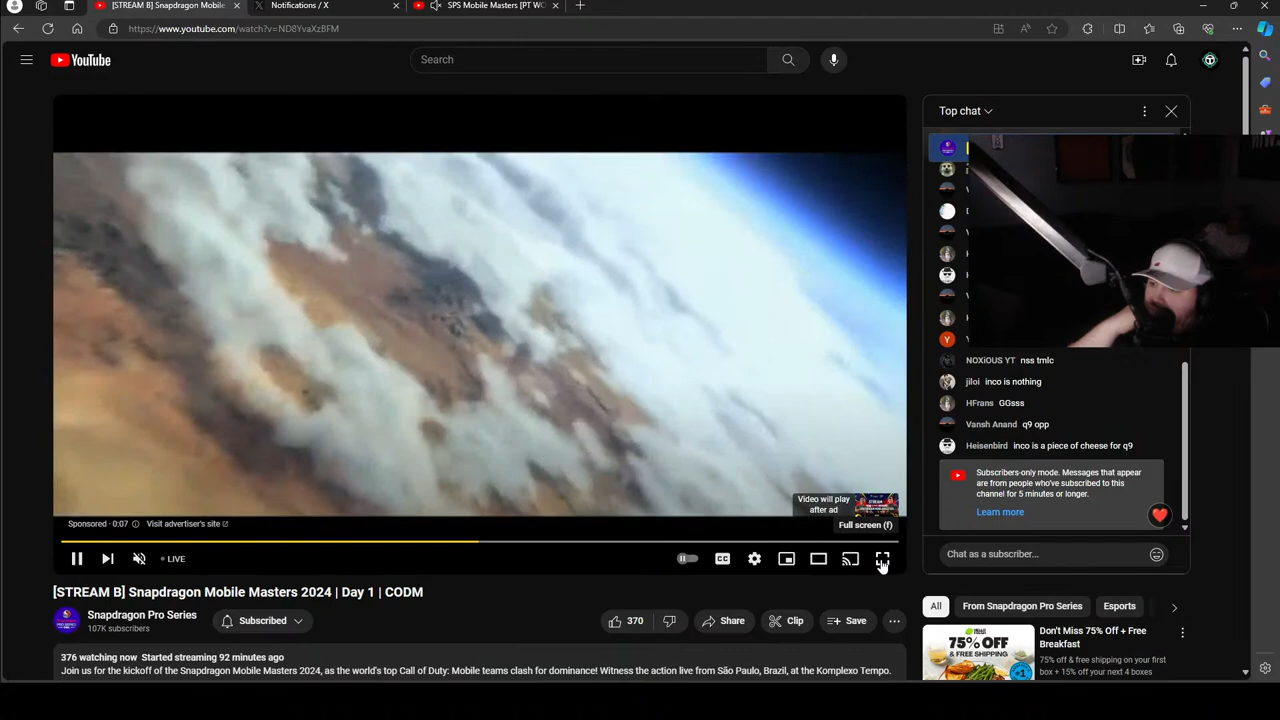 [STREAM B] Snapdragon Mobile
Notifications / X
SPS Mobile Masters [PT WO
https://www.youtube.com/watch?v=ND8YvaXzBFM
YouTube
Search
Top chat
NOXiOUS YT nss tmlc
jiloi inco is nothing
HFrans GGsss
Vansh Anand q9 opp
Heisenbird inco is a piece of cheese for q9
Subscribers-only mode. Messages that appear
are from people who've subscribed to this
channel for 5 minutes or longer.
Learn more
Chat as a subscriber...
Video will play
after ad
Full screen (f)
Sponsored · 0:07
Visit advertiser's site
LIVE
CC
[STREAM B] Snapdragon Mobile Masters 2024 | Day 1 | CODM
Snapdragon Pro Series
107K subscribers
Subscribed
370
Share
Clip
Save
376 watching now Started streaming 92 minutes ago
Join us for the kickoff of the Snapdragon Mobile Masters 2024, as the world's top Call of Duty: Mobile teams clash for dominance! Witness the action live from São Paulo, Brazil, at the Komplexo Tempo.
All
From Snapdragon Pro Series
Esports
75% OFF
& FREE SHIPPING
Don't Miss 75% Off + Free
Breakfast
75% off & free shipping on your first
box + 15% off your next 4 boxes